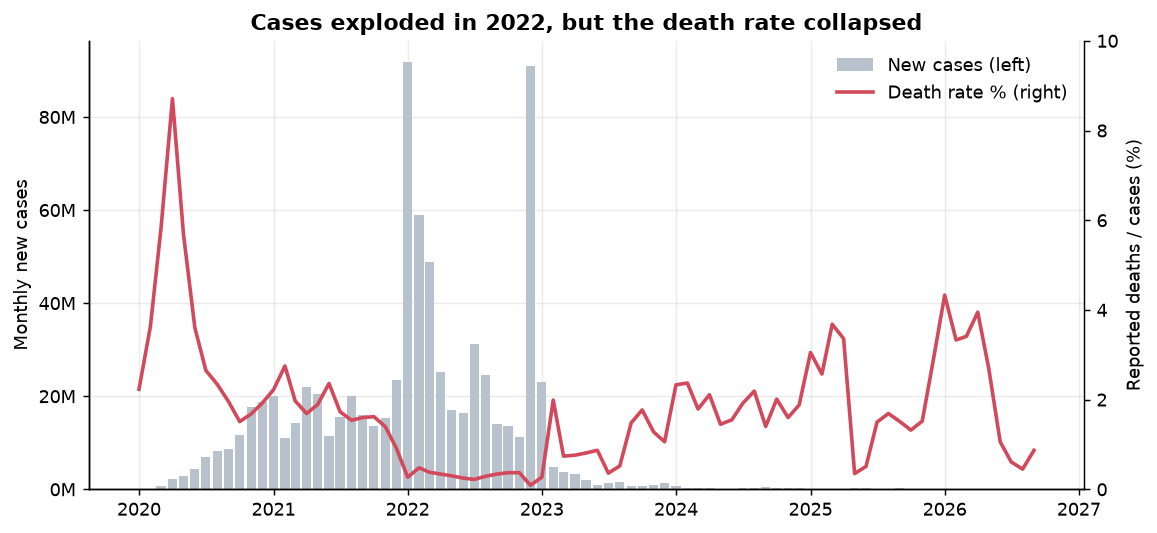 Cases exploded in 2022, but the death rate collapsed
New cases (left)
Death rate % (right)
Monthly new cases
80M
60M
40M
20M
0M
10
8
6
4
2
0
Reported deaths / cases (%)
2020 2021 2022 2023 2024 2025 2026 2027